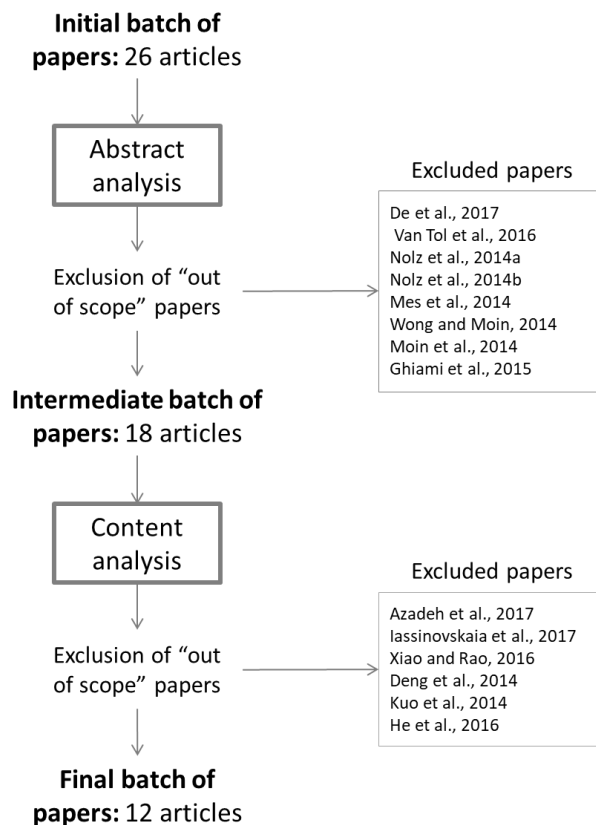 Initial batch of
papers: 26 articles
Abstract
analysis
Exclusion of “out
of scope” papers
Excluded papers
De et al., 2017
Van Tol et al., 2016
Nolz et al., 2014a
Nolz et al., 2014b
Mes et al., 2014
Wong and Moin, 2014
Moin et al., 2014
Ghiami et al., 2015
Intermediate batch of
papers: 18 articles
Content
analysis
Exclusion of “out
of scope” papers
Excluded papers
Azadeh et al., 2017
Iassinovskaia et al., 2017
Xiao and Rao, 2016
Deng et al., 2014
Kuo et al., 2014
He et al., 2016
Final batch of
papers: 12 articles